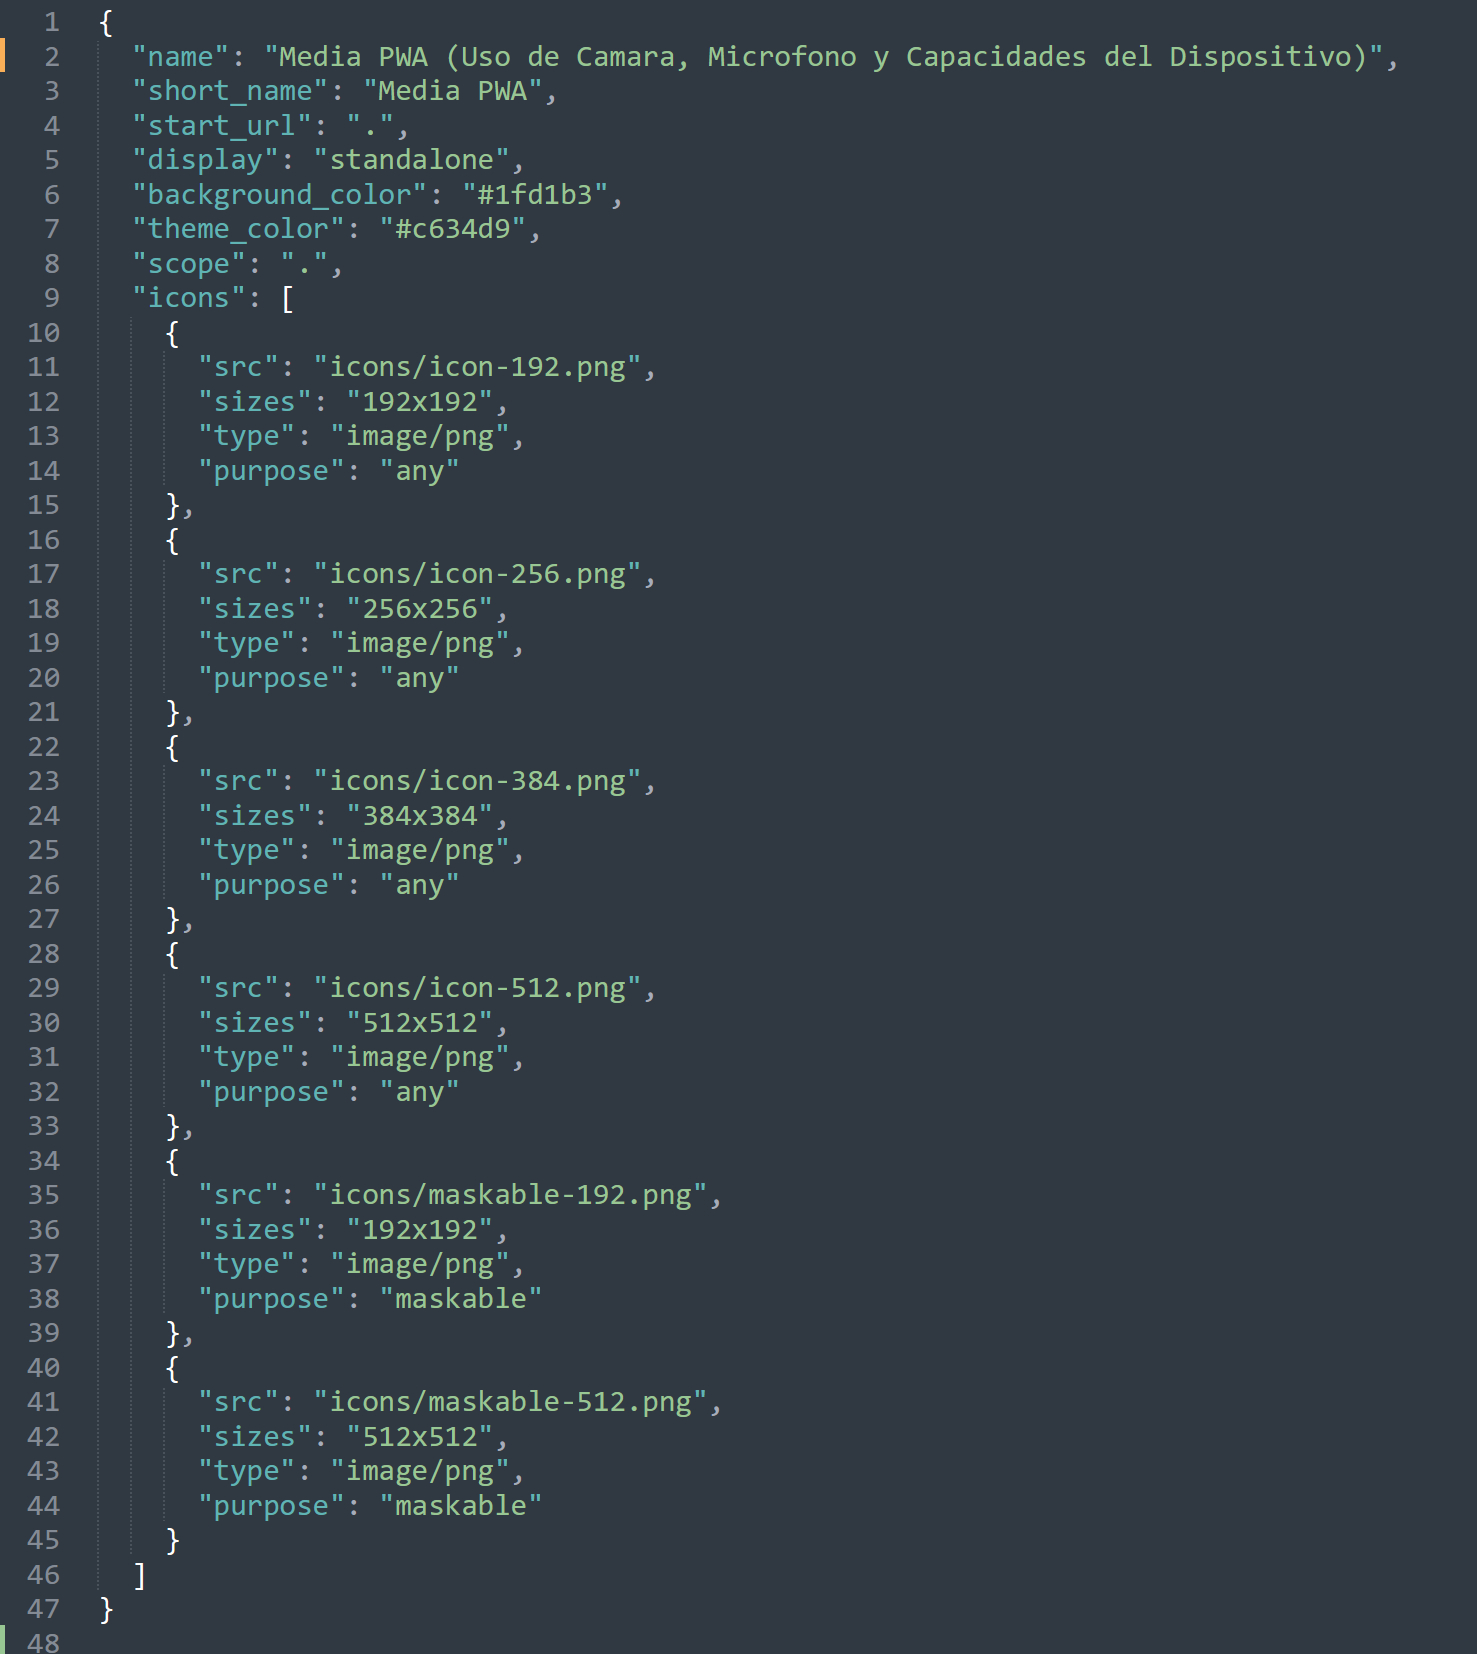 1 {
2 "name": "Media PWA (Uso de Camara, Microfono y Capacidades del Dispositivo)",
3 "short_name": "Media PWA",
4 "start_url": ".",
5 "display": "standalone",
6 "background_color": "#1fd1b3",
7 "theme_color": "#c634d9",
8 "scope": ".",
9 "icons": [
10 {
11 "src": "icons/icon-192.png",
12 "sizes": "192x192",
13 "type": "image/png",
14 "purpose": "any"
15 },
16 {
17 "src": "icons/icon-256.png",
18 "sizes": "256x256",
19 "type": "image/png",
20 "purpose": "any"
21 },
22 {
23 "src": "icons/icon-384.png",
24 "sizes": "384x384",
25 "type": "image/png",
26 "purpose": "any"
27 },
28 {
29 "src": "icons/icon-512.png",
30 "sizes": "512x512",
31 "type": "image/png",
32 "purpose": "any"
33 },
34 {
35 "src": "icons/maskable-192.png",
36 "sizes": "192x192",
37 "type": "image/png",
38 "purpose": "maskable"
39 },
40 {
41 "src": "icons/maskable-512.png",
42 "sizes": "512x512",
43 "type": "image/png",
44 "purpose": "maskable"
45 }
46 ]
47 }
48